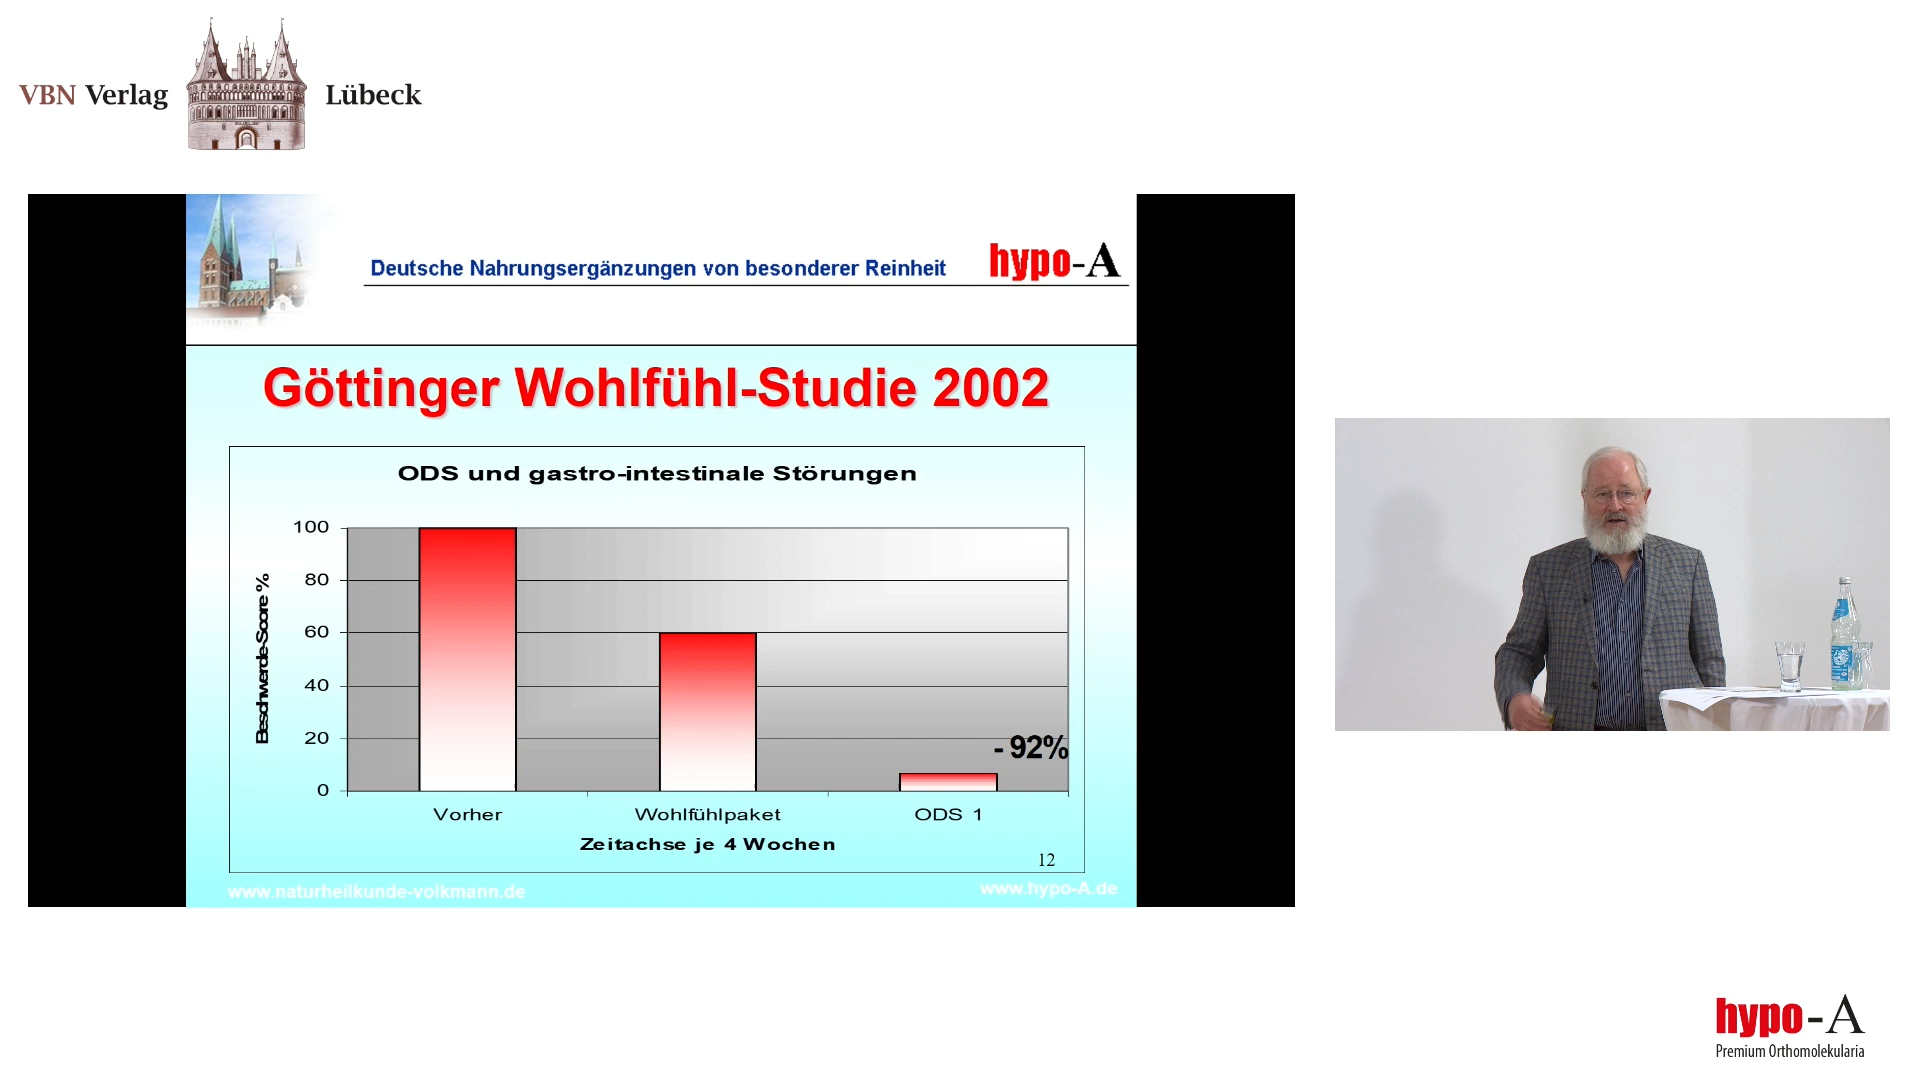 VBN Verlag Lübeck
Deutsche Nahrungsergänzungen von besonderer Reinheit
hypo-A
Göttinger Wohlfühl-Studie 2002
ODS und gastro-intestinale Störungen
Beschwerde-Score %
100
80
60
40
20
0
- 92%
Vorher
Wohlfühlpaket
ODS 1
Zeitachse je 4 Wochen
12
www.naturheilkunde-volkmann.de
www.hypo-A.de
hypo-A
Premium Orthomolekularia